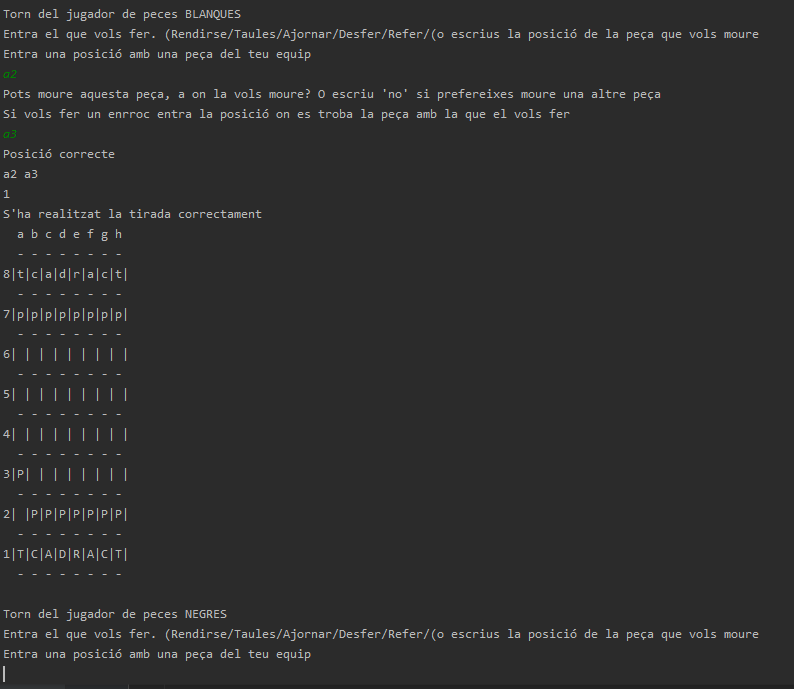 Torn del jugador de peces BLANQUES
Entra el que vols fer. (Rendirse/Taules/Ajornar/Desfer/Refer/(o escrius la posició de la peça que vols moure
Entra una posició amb una peça del teu equip
a2
Pots moure aquesta peça, a on la vols moure? O escriu 'no' si prefereixes moure una altre peça
Si vols fer un enrroc entra la posició on es troba la peça amb la que el vols fer
a3
Posició correcte
a2 a3
1
S'ha realitzat la tirada correctament
  a b c d e f g h
  - - - - - - - -
8|t|c|a|d|r|a|c|t|
  - - - - - - - -
7|p|p|p|p|p|p|p|p|
  - - - - - - - -
6| | | | | | | | |
  - - - - - - - -
5| | | | | | | | |
  - - - - - - - -
4| | | | | | | | |
  - - - - - - - -
3|P| | | | | | | |
  - - - - - - - -
2| |P|P|P|P|P|P|P|
  - - - - - - - -
1|T|C|A|D|R|A|C|T|
  - - - - - - - -
Torn del jugador de peces NEGRES
Entra el que vols fer. (Rendirse/Taules/Ajornar/Desfer/Refer/(o escrius la posició de la peça que vols moure
Entra una posició amb una peça del teu equip